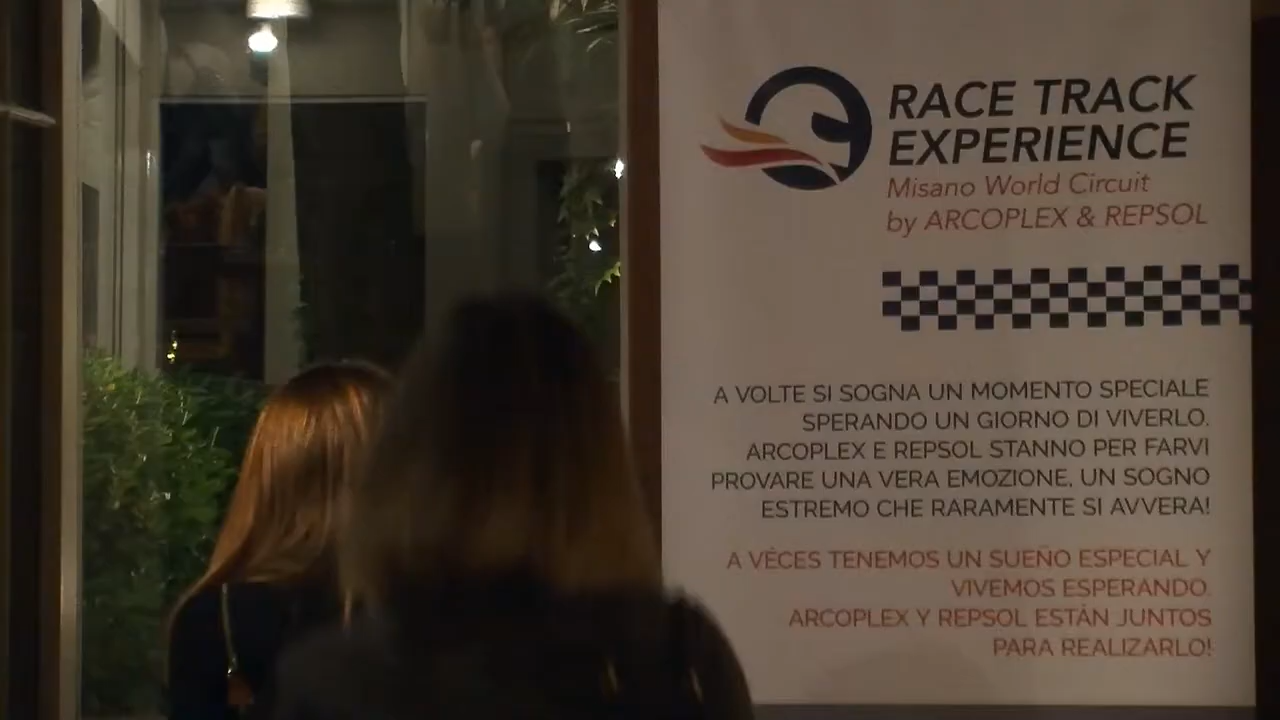 RACE TRACK
EXPERIENCE
Misano World Circuit
by ARCOPLEX & REPSOL
A VOLTE SI SOGNA UN MOMENTO SPECIALE
SPERANDO UN GIORNO DI VIVERLO.
ARCOPLEX E REPSOL STANNO PER FARVI
PROVARE UNA VERA EMOZIONE, UN SOGNO
ESTREMO CHE RARAMENTE SI AVVERA!
A VÉCES TENEMOS UN SUEÑO ESPECIAL Y
VIVEMOS ESPERANDO.
ARCOPLEX Y REPSOL ESTÁN JUNTOS
PARA REALIZARLO!